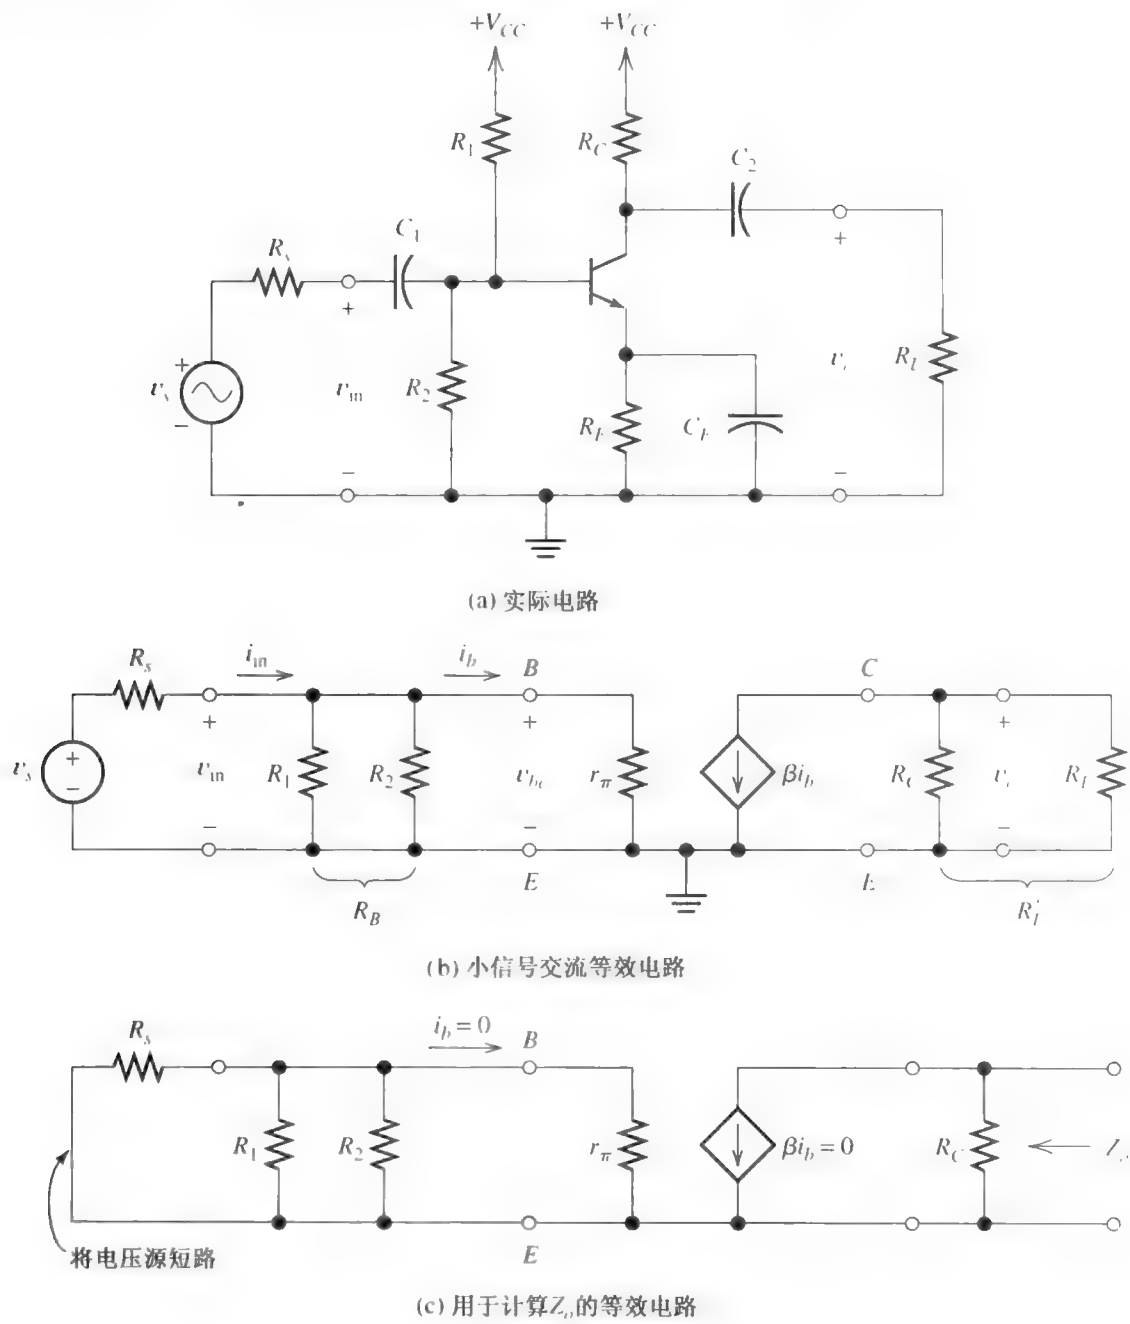 +V_CC +V_CC
R_1 R_C C_2
C_1
R_s
+ +
+ v_s − v_in R_2 R_E C_E v_o R_L
− −
(a) 实际电路
R_s i_in i_b B C
+ + +
v_s + − v_in R_1 R_2 v_be r_π βi_b R_C v_o R_L
− − −
E E
R_B R'_L
(b) 小信号交流等效电路
R_s i_b = 0 B
R_1 R_2 r_π βi_b = 0 R_C Z_o
将电压源短路 E
(c) 用于计算Z_o的等效电路